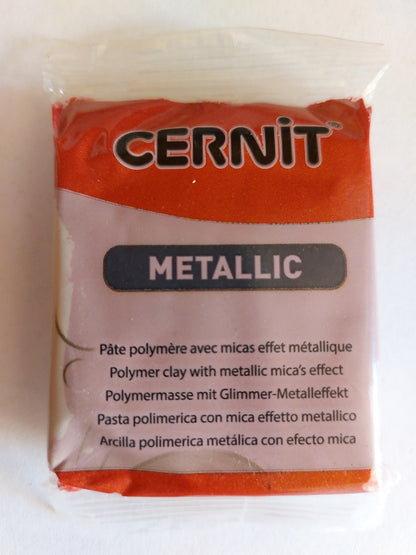 CERNiT
METALLIC
Pâte polymère avec micas effet métallique
Polymer clay with metallic mica's effect
Polymermasse mit Glimmer-Metalleffekt
Pasta polimerica con mica effetto metallico
Arcilla polimerica metálica con efecto mica